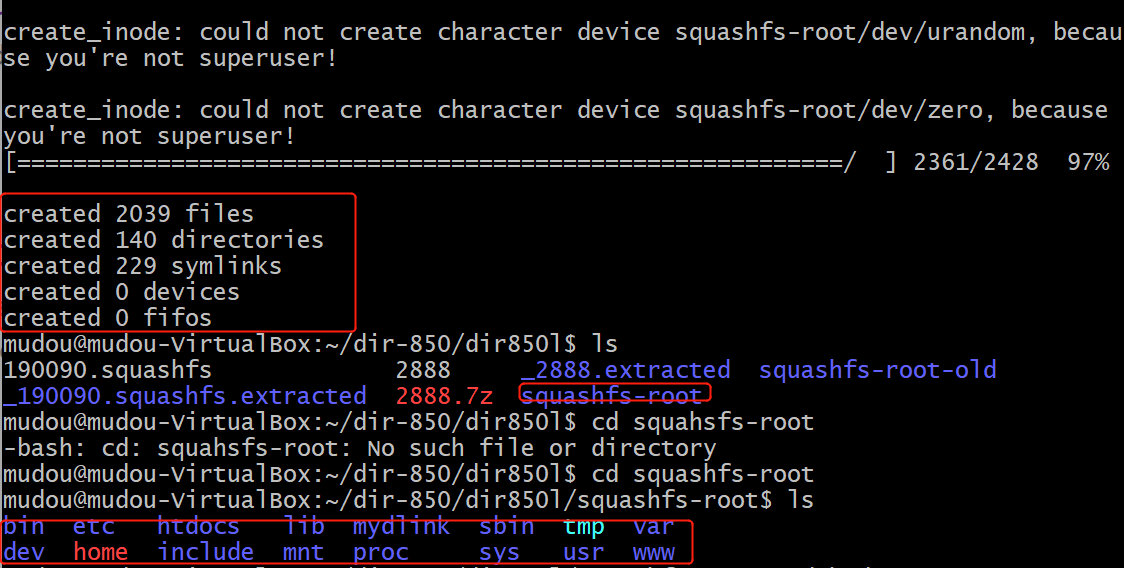 create_inode: could not create character device squashfs-root/dev/urandom, becau
se you're not superuser!
create_inode: could not create character device squashfs-root/dev/zero, because
you're not superuser!
[===========================================================/  ] 2361/2428  97%
created 2039 files
created 140 directories
created 229 symlinks
created 0 devices
created 0 fifos
mudou@mudou-VirtualBox:~/dir-850/dir850l$ ls
190090.squashfs             2888       _2888.extracted  squashfs-root-old
_190090.squashfs.extracted  2888.7z  squashfs-root
mudou@mudou-VirtualBox:~/dir-850/dir850l$ cd squahsfs-root
-bash: cd: squahsfs-root: No such file or directory
mudou@mudou-VirtualBox:~/dir-850/dir850l$ cd squashfs-root
mudou@mudou-VirtualBox:~/dir-850/dir850l/squashfs-root$ ls
bin  etc   htdocs   lib  mydlink  sbin  tmp  var
dev  home  include  mnt  proc     sys   usr  www